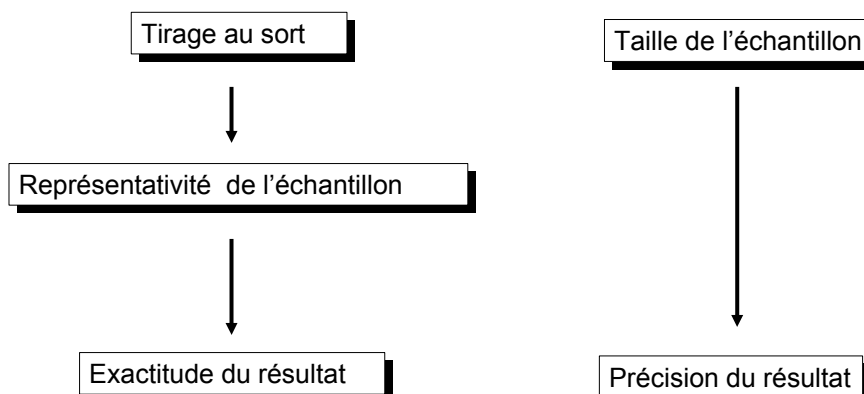 Tirage au sort
Taille de l’échantillon
Représentativité de l’échantillon
Exactitude du résultat
Précision du résultat